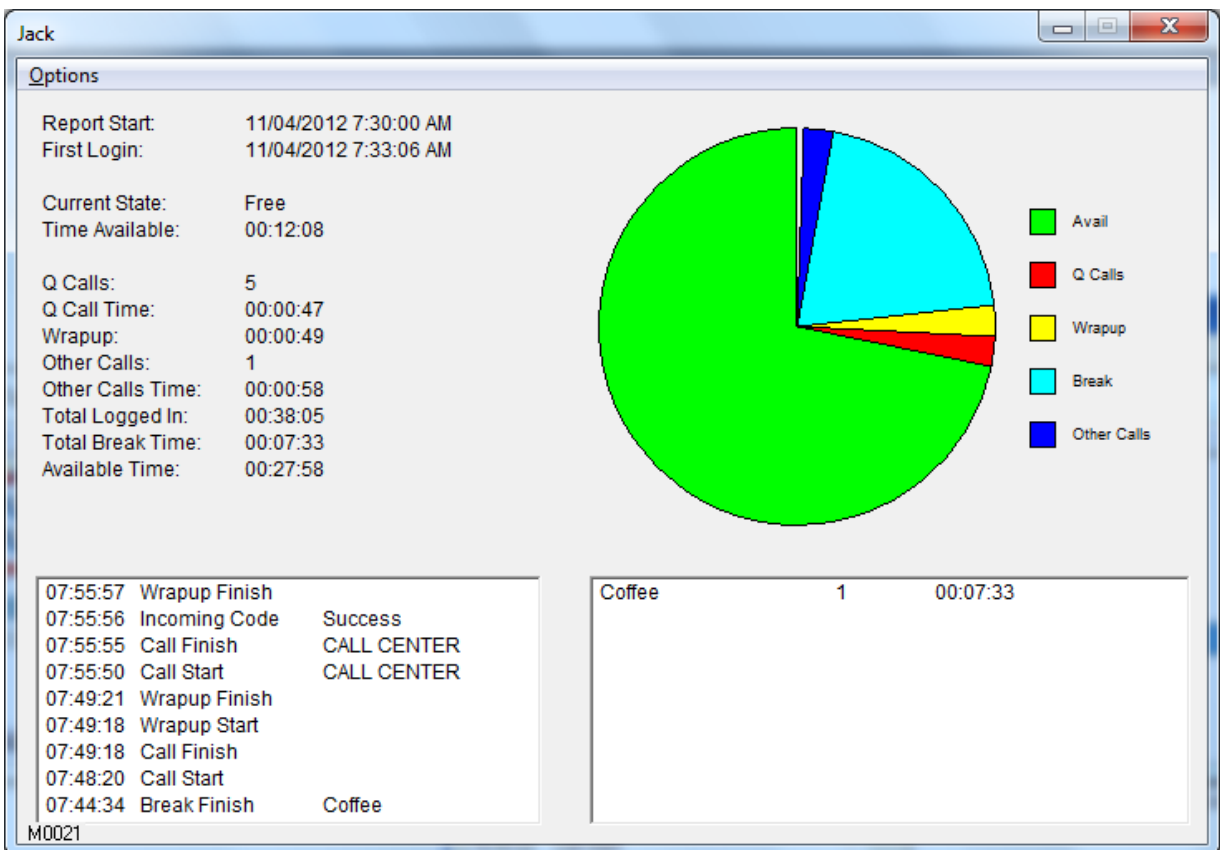 Jack
Options
Report Start: 11/04/2012 7:30:00 AM
First Login: 11/04/2012 7:33:06 AM
Current State: Free
Time Available: 00:12:08
Q Calls: 5
Q Call Time: 00:00:47
Wrapup: 00:00:49
Other Calls: 1
Other Calls Time: 00:00:58
Total Logged In: 00:38:05
Total Break Time: 00:07:33
Available Time: 00:27:58
Avail
Q Calls
Wrapup
Break
Other Calls
07:55:57 Wrapup Finish
07:55:56 Incoming Code Success
07:55:55 Call Finish CALL CENTER
07:55:50 Call Start CALL CENTER
07:49:21 Wrapup Finish
07:49:18 Wrapup Start
07:49:18 Call Finish
07:48:20 Call Start
07:44:34 Break Finish Coffee
Coffee 1 00:07:33
M0021